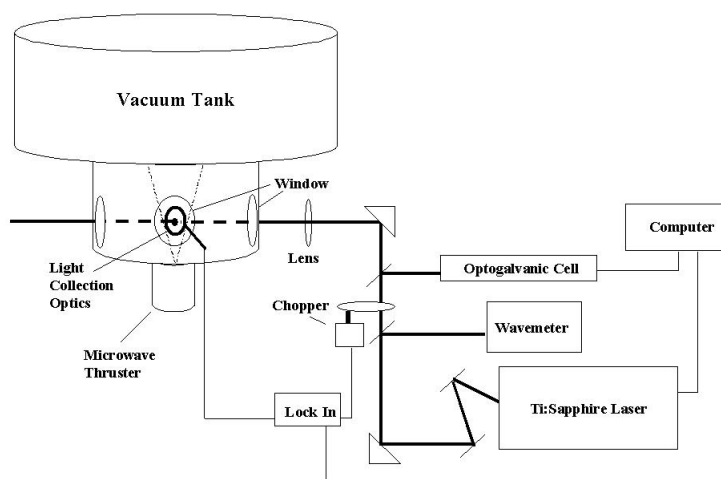 Vacuum Tank
Window
Lens
Light
Collection
Optics
Microwave
Thruster
Chopper
Lock In
Optogalvanic Cell
Computer
Wavemeter
Ti:Sapphire Laser